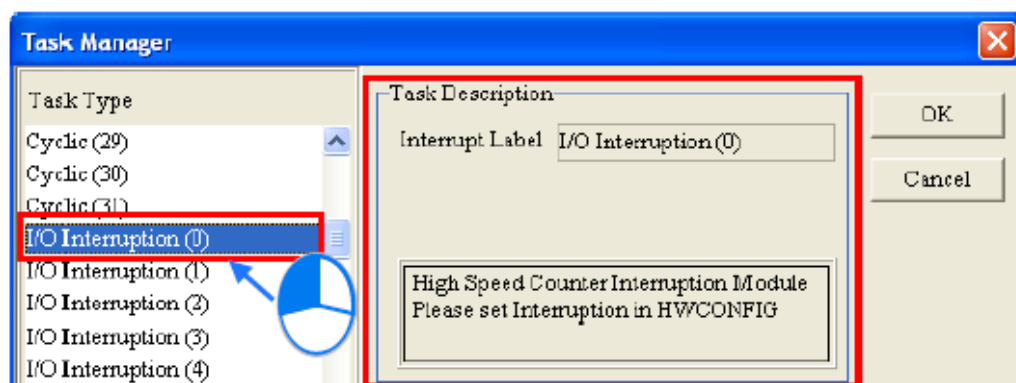 Task Manager
Task Type
Cyclic (29)
Cyclic (30)
Cyclic (31)
I/O Interruption (0)
I/O Interruption (1)
I/O Interruption (2)
I/O Interruption (3)
I/O Interruption (4)
Task Description
Interrupt Label I/O Interruption (0)
High Speed Counter Interruption Module
Please set Interruption in HWCONFIG
OK
Cancel